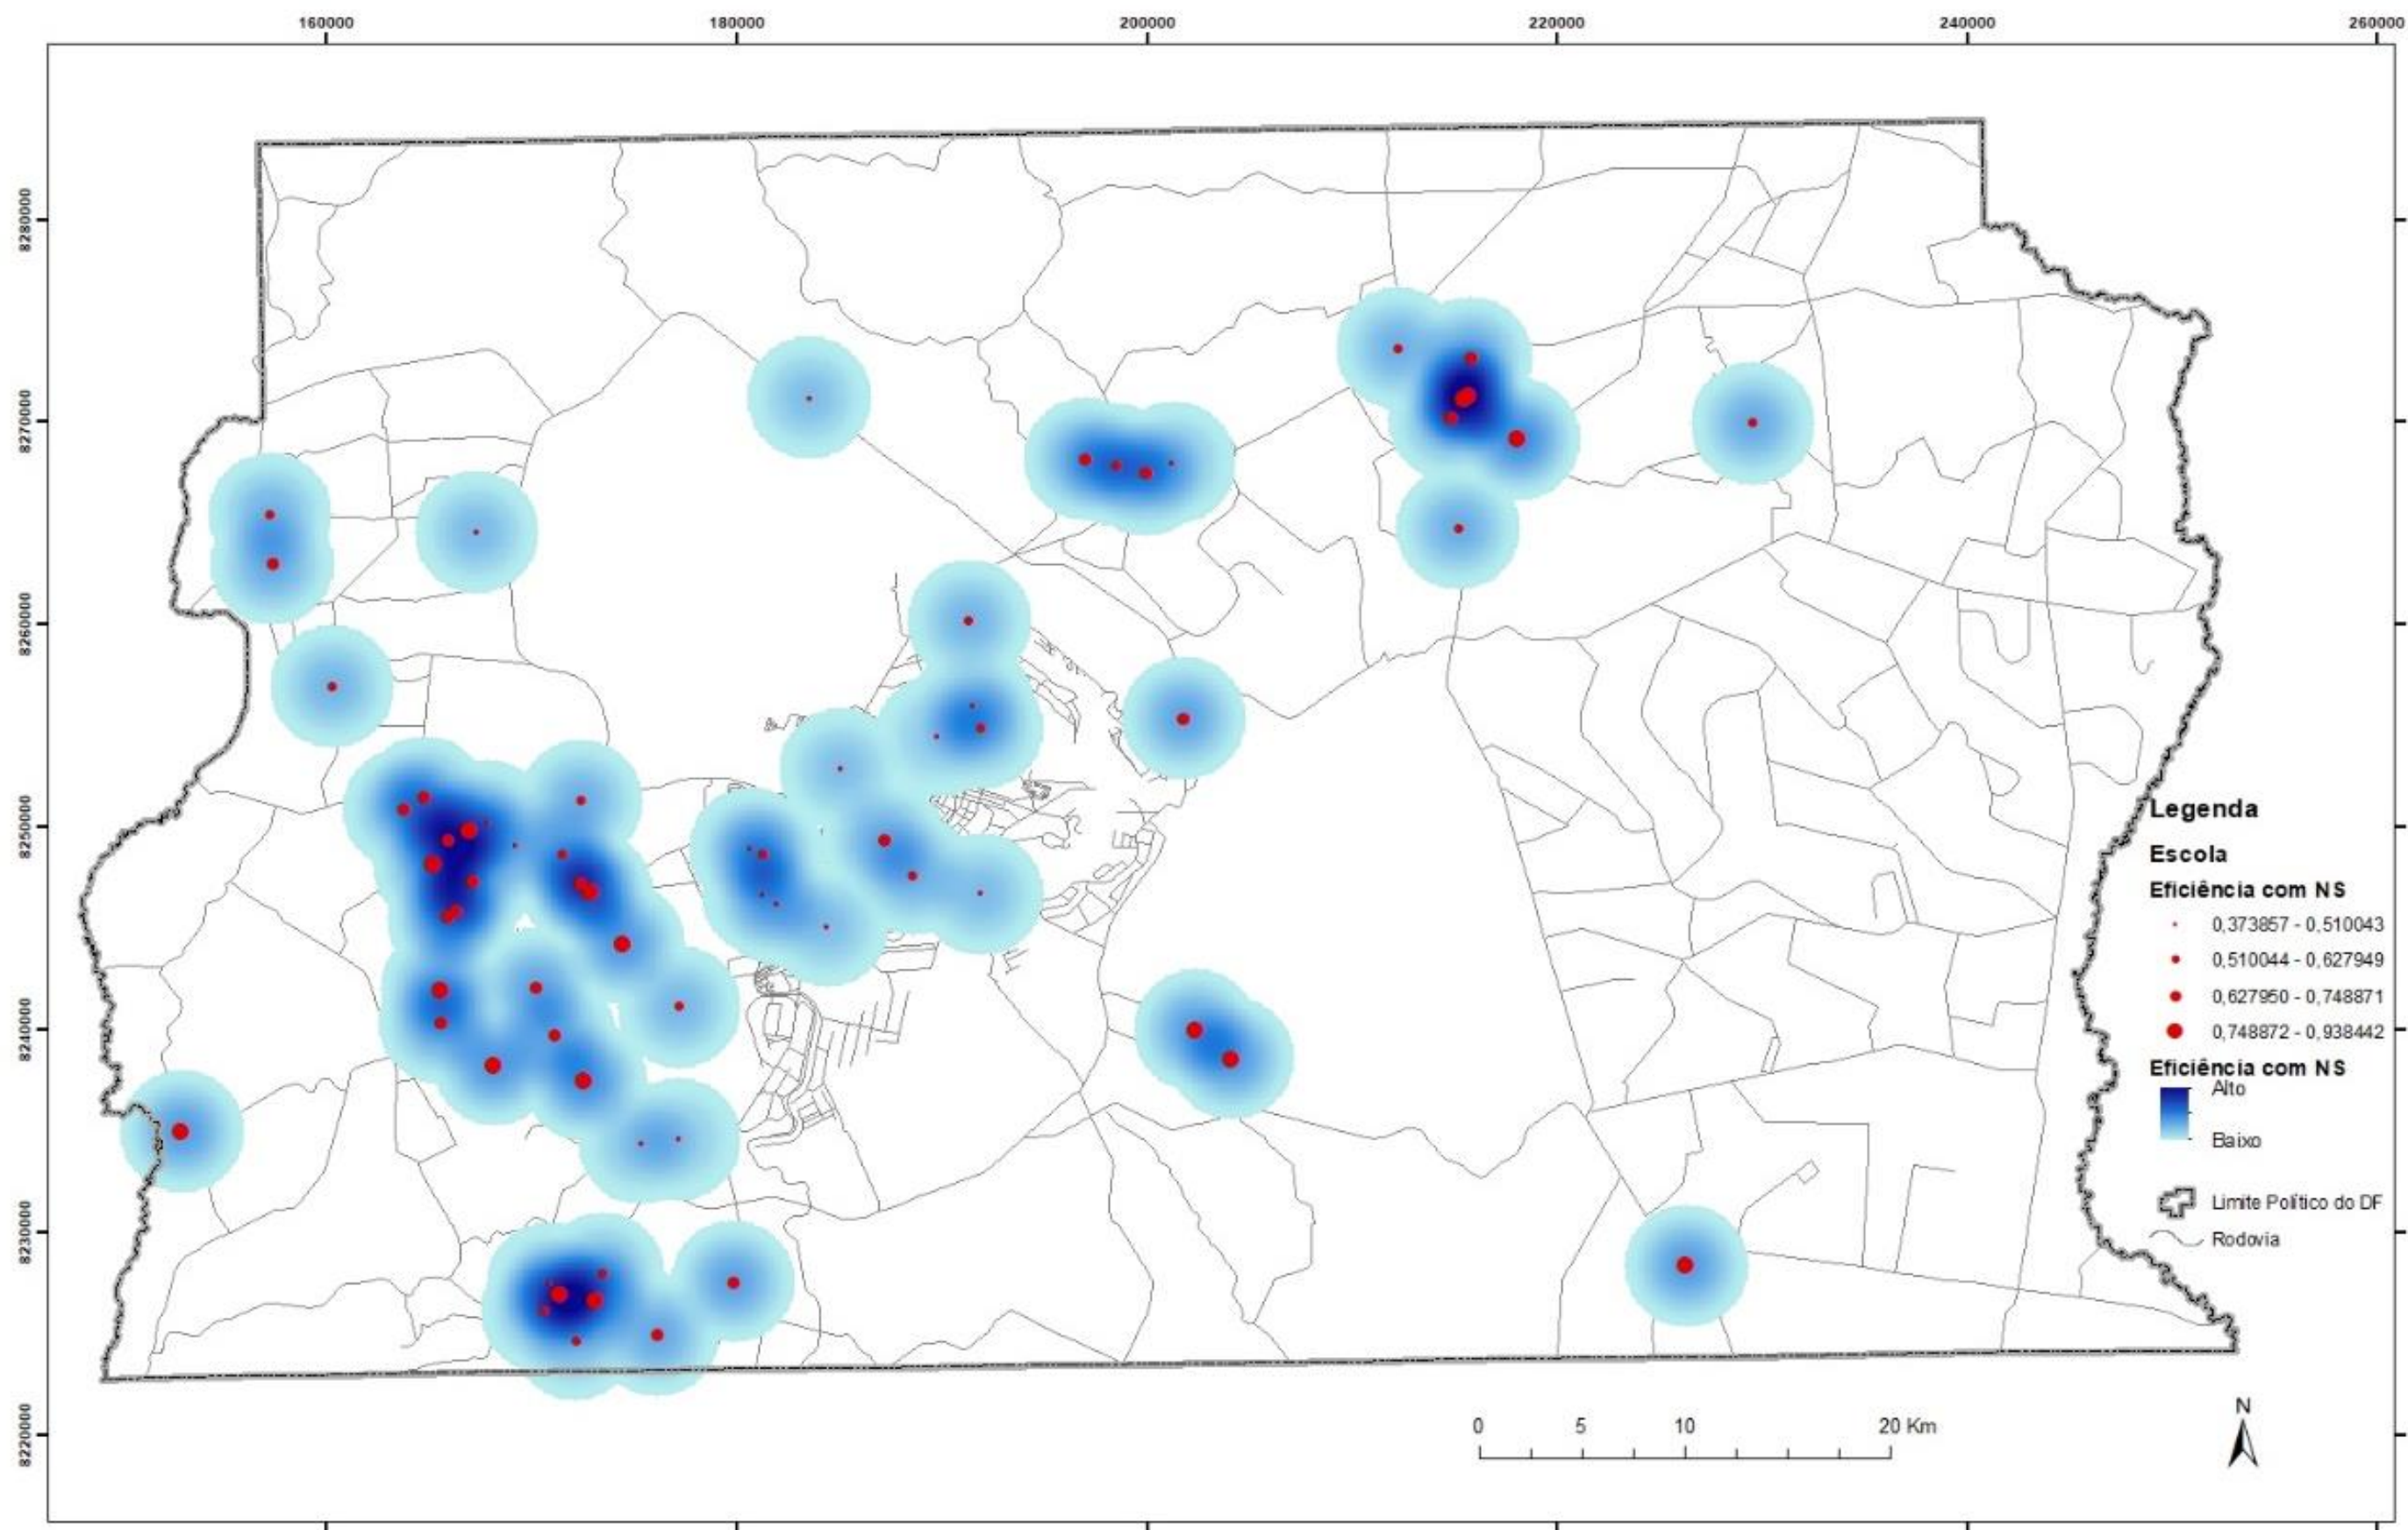 160000 180000 200000 220000 240000 260000
8280000
8270000
8260000
8250000
8240000
8230000
8220000
Legenda
Escola
Eficiência com NS
0,373857 - 0,510043
0,510044 - 0,627949
0,627950 - 0,748871
0,748872 - 0,938442
Eficiência com NS
Alto
Baixo
Limite Político do DF
Rodovia
N
0 5 10 20 Km